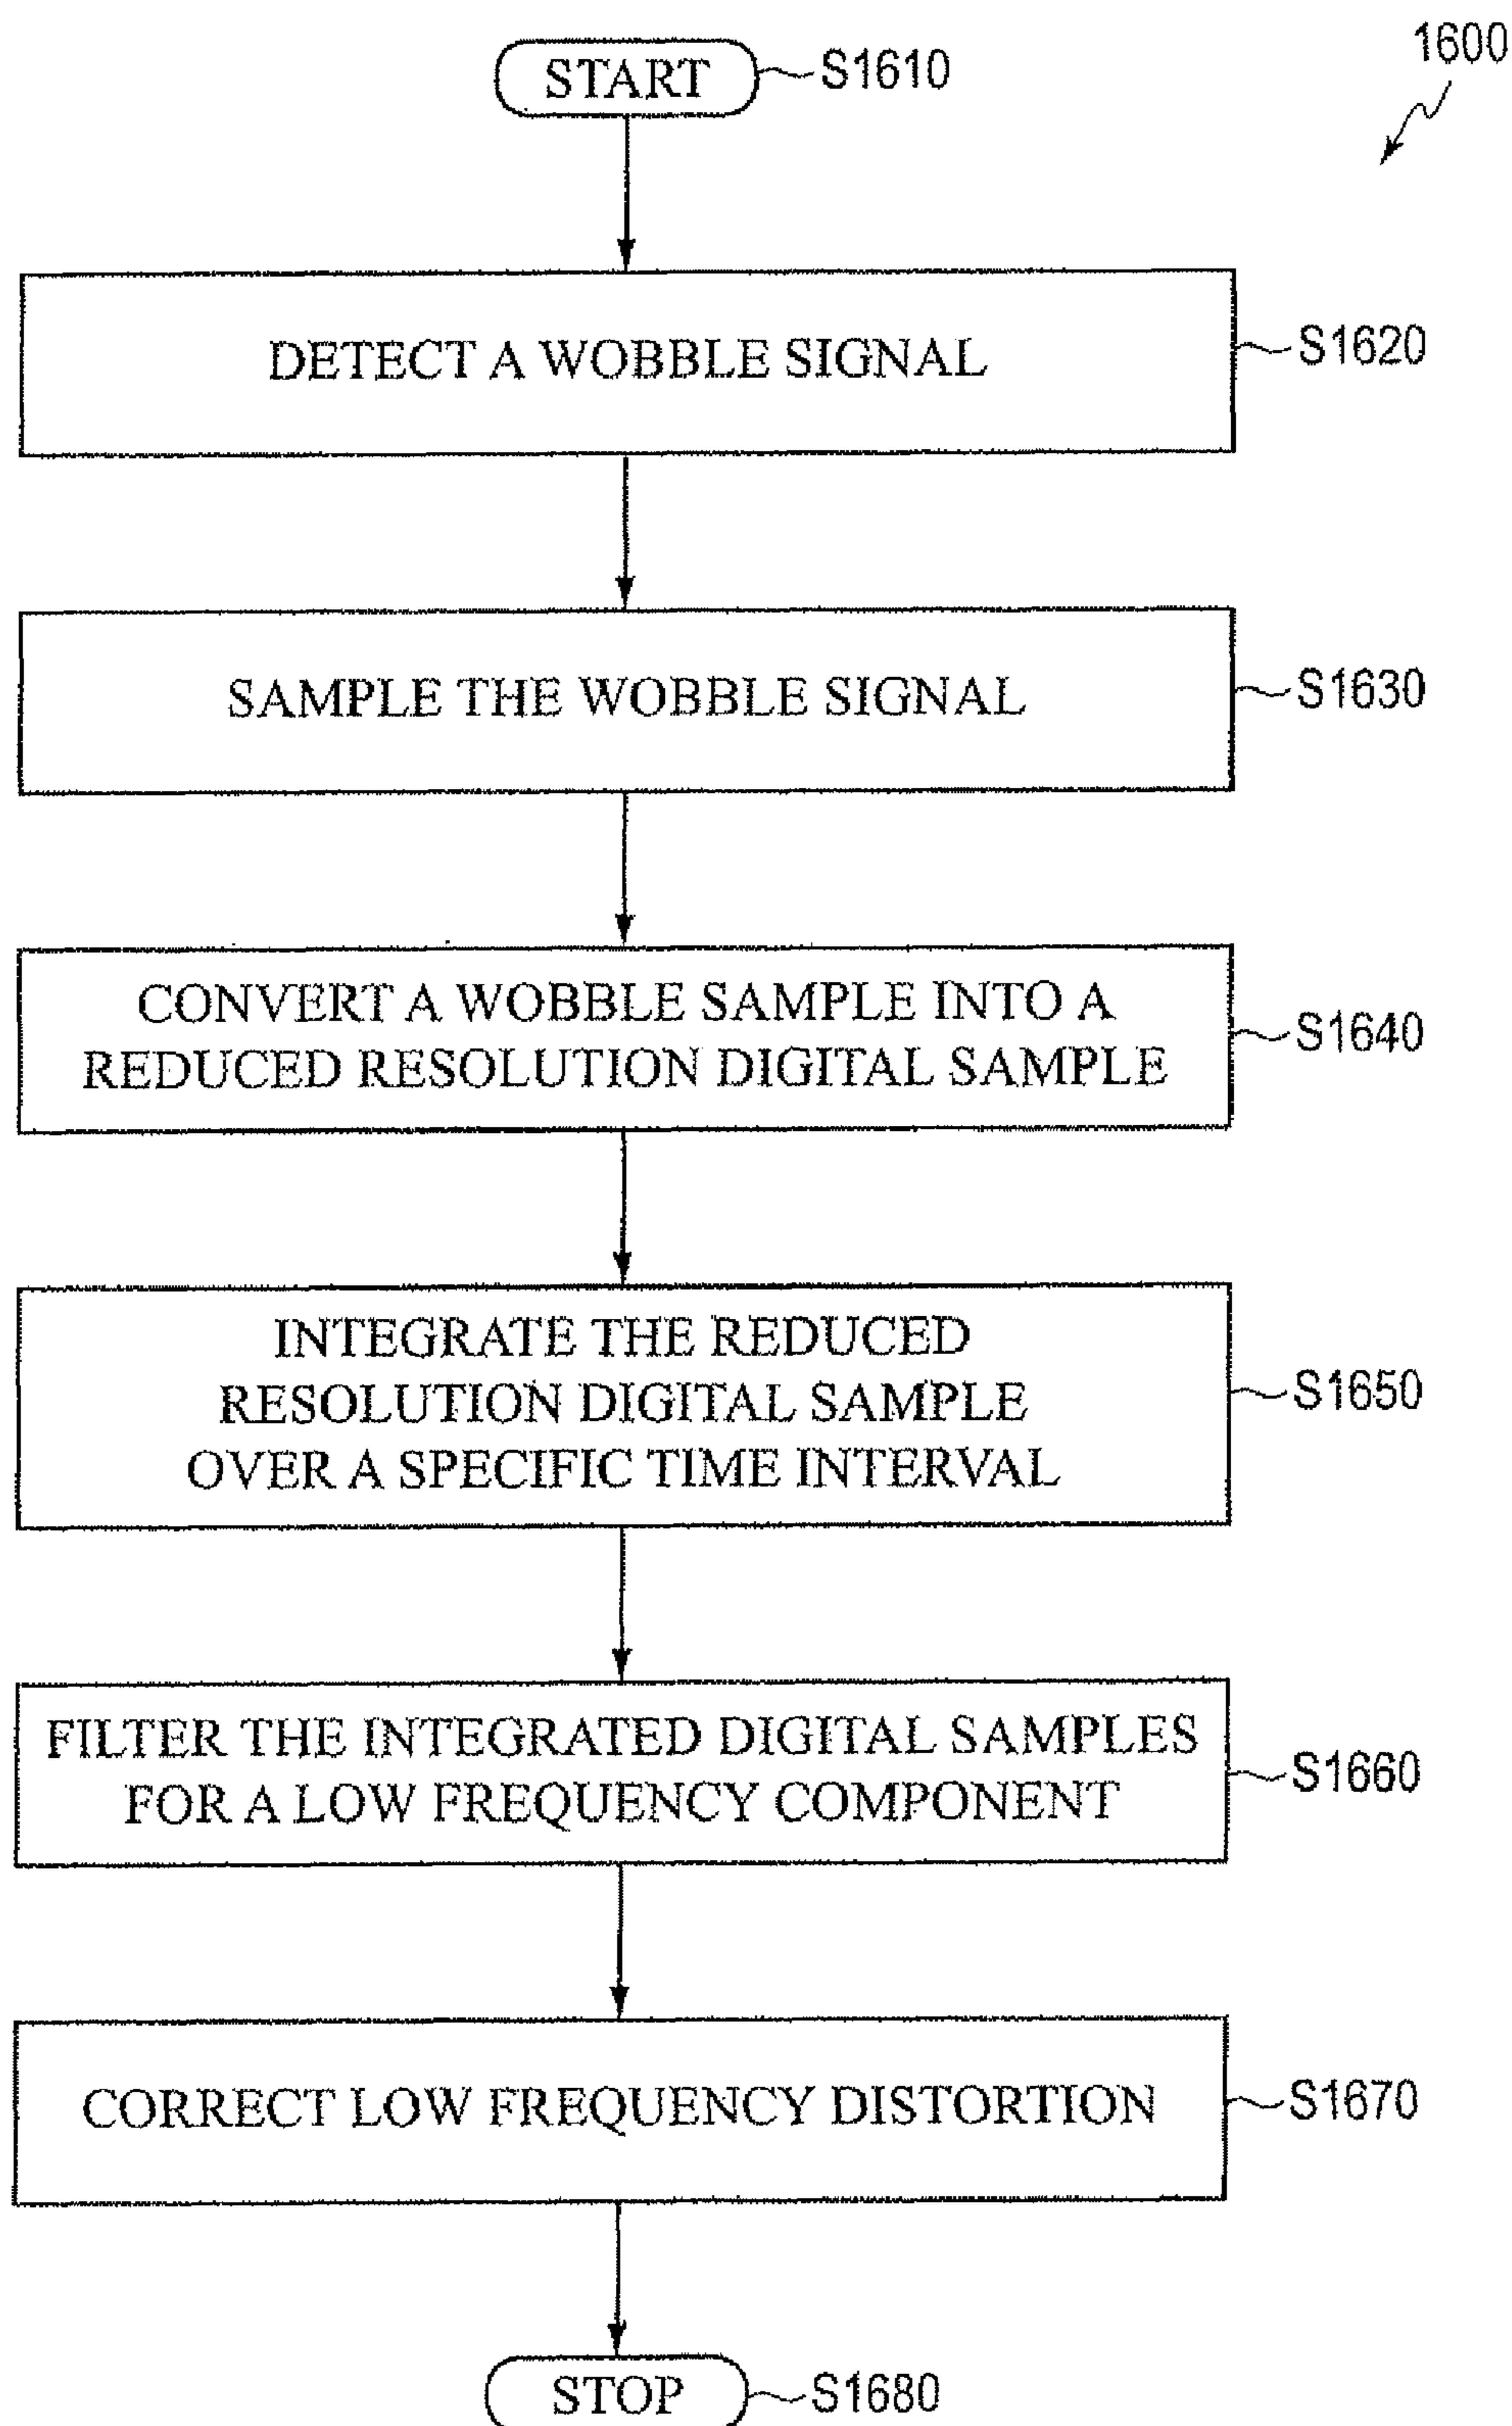 1600
START S1610
DETECT A WOBBLE SIGNAL S1620
SAMPLE THE WOBBLE SIGNAL S1630
CONVERT A WOBBLE SAMPLE INTO A
REDUCED RESOLUTION DIGITAL SAMPLE
S1640
INTEGRATE THE REDUCED
RESOLUTION DIGITAL SAMPLE
OVER A SPECIFIC TIME INTERVAL
S1650
FILTER THE INTEGRATED DIGITAL SAMPLES
FOR A LOW FREQUENCY COMPONENT
S1660
CORRECT LOW FREQUENCY DISTORTION S1670
STOP S1680